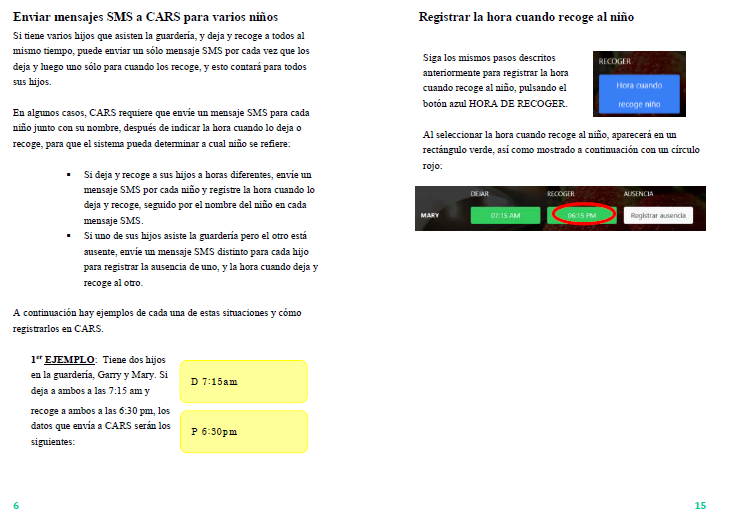 Enviar mensajes SMS a CARS para varios niños
Si tiene varios hijos que asisten la guardería, y deja y recoge a todos al
mismo tiempo, puede enviar un sólo mensaje SMS por cada vez que los
deja y luego uno sólo para cuando los recoge, y esto contará para todos
sus hijos.
En algunos casos, CARS requiere que envíe un mensaje SMS para cada
niño junto con su nombre, después de indicar la hora cuando lo deja o
recoge, para que el sistema pueda determinar a cual niño se refiere:
▪ Si deja y recoge a sus hijos a horas diferentes, envíe un
mensaje SMS por cada niño y registre la hora cuando lo
deja y recoge, seguido por el nombre del niño en cada
mensaje SMS.
▪ Si uno de sus hijos asiste la guardería pero el otro está
ausente, envíe un mensaje SMS distinto para cada hijo
para registrar la ausencia de uno, y la hora cuando deja y
recoge al otro.
A continuación hay ejemplos de cada una de estas situaciones y cómo
registrarlos en CARS.
1er EJEMPLO: Tiene dos hijos
en la guardería, Garry y Mary. Si
deja a ambos a las 7:15 am y
recoge a ambos a las 6:30 pm, los
datos que envía a CARS serán los
siguientes:
D 7:15am
P 6:30pm
6
Registrar la hora cuando recoge al niño
Siga los mismos pasos descritos
anteriormente para registrar la hora
cuando recoge al niño, pulsando el
botón azul HORA DE RECOGER.
RECOGER
Hora cuando
recoge niño
Al seleccionar la hora cuando recoge al niño, aparecerá en un
rectángulo verde, así como mostrado a continuación con un círculo
rojo:
DEJAR RECOGER AUSENCIA
MARY 07:15 AM 06:15 PM Registrar ausencia
15